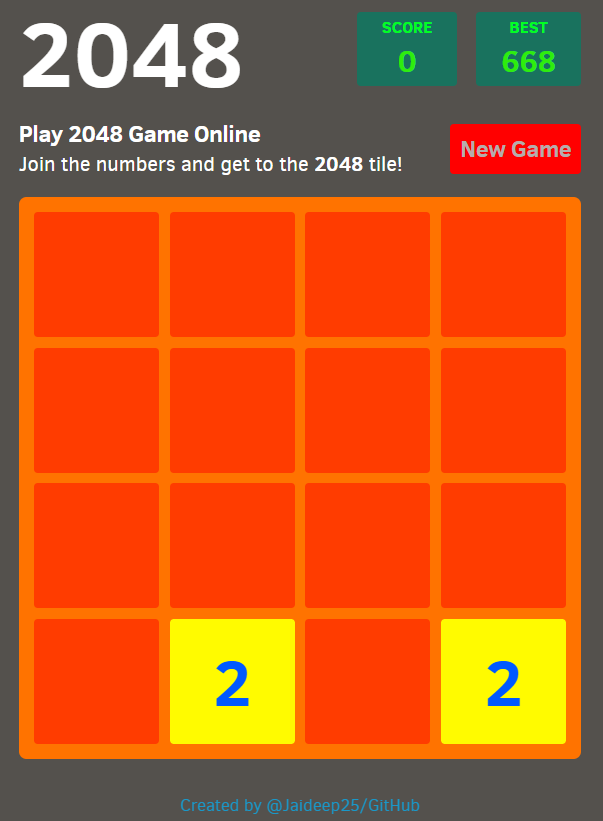 2048
SCORE
0
BEST
668
Play 2048 Game Online
Join the numbers and get to the 2048 tile!
New Game
2
2
Created by @Jaideep25/GitHub